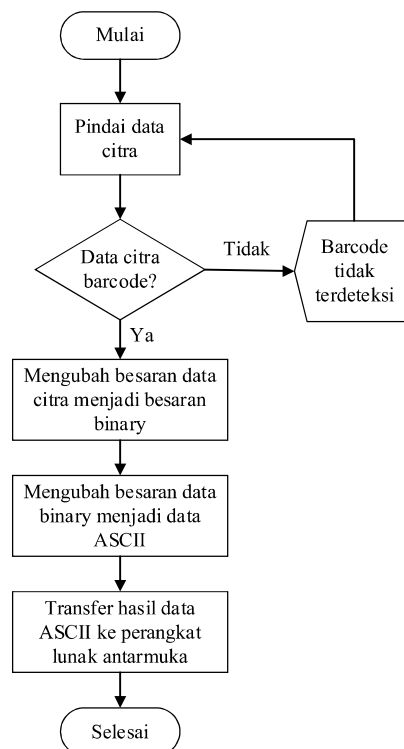 Mulai
Pindai data
citra
Data citra
barcode?
Tidak
Barcode
tidak
terdeteksi
Ya
Mengubah besaran data
citra menjadi besaran
binary
Mengubah besaran data
binary menjadi data
ASCII
Transfer hasil data
ASCII ke perangkat
lunak antarmuka
Selesai